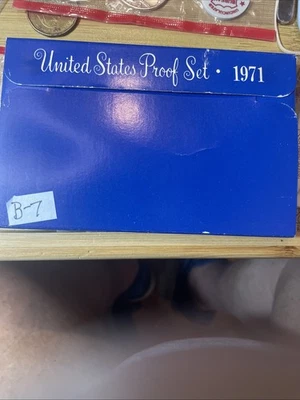 United States Proof Set · 1971
B-7